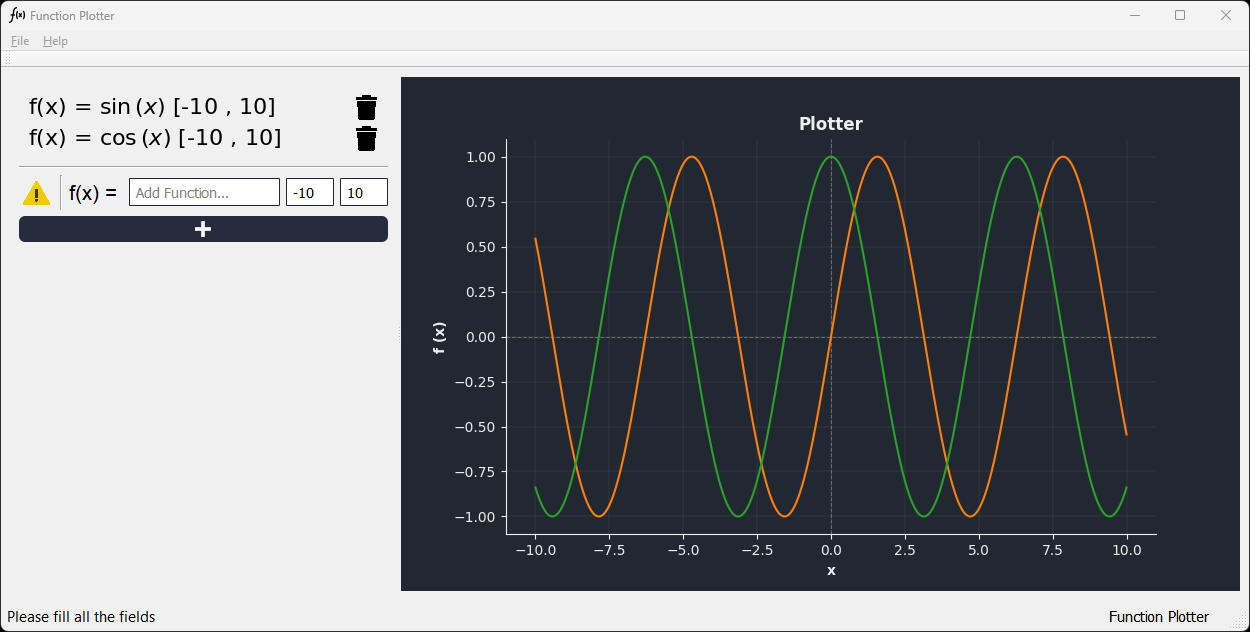 f(x) Function Plotter
File Help
f(x) = sin (x) [-10 , 10]
f(x) = cos (x) [-10 , 10]
f(x) = Add Function... -10 10
+
Plotter
1.00
0.75
0.50
0.25
0.00
−0.25
−0.50
−0.75
−1.00
f (x)
−10.0 −7.5 −5.0 −2.5 0.0 2.5 5.0 7.5 10.0
x
Please fill all the fields
Function Plotter